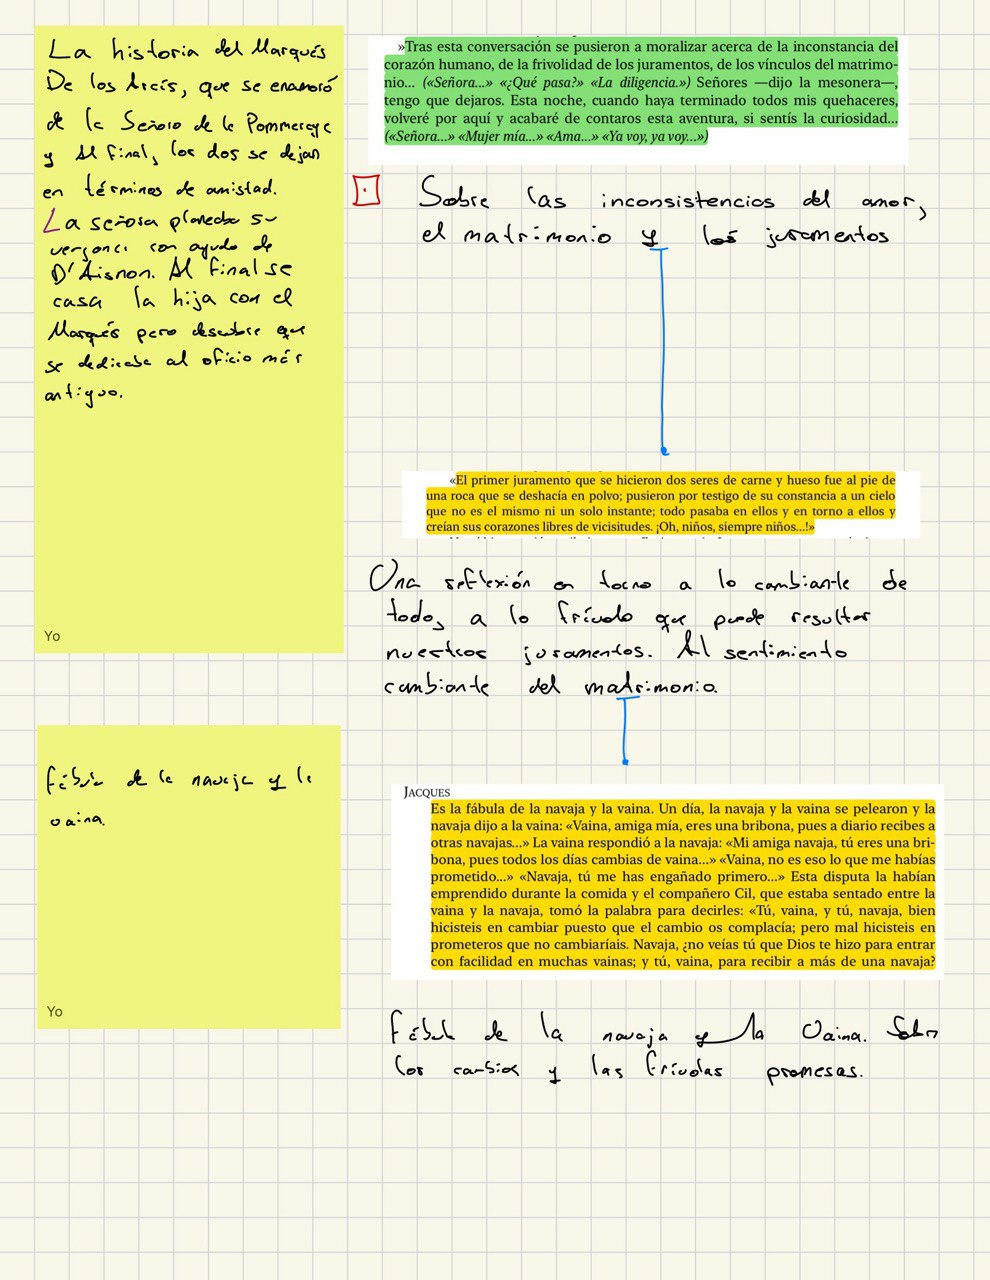 La historia del Marqués
De los Arcis, que se enamoró
de la Señora de la Pommeraye
y Al final, los dos se dejan
en términos de amistad.
La señora planeaba su
venganza con ayuda de
D'Aisnon. Al final se
casa la hija con el
Marqués pero descubre que
se dedicaba al oficio más
antiguo.
Yo
»Tras esta conversación se pusieron a moralizar acerca de la inconstancia del
corazón humano, de la frivolidad de los juramentos, de los vínculos del matrimo-
nio... («Señora...» «¿Qué pasa?» «La diligencia.») Señores —dijo la mesonera—,
tengo que dejaros. Esta noche, cuando haya terminado todos mis quehaceres,
volveré por aquí y acabaré de contaros esta aventura, si sentís la curiosidad...
(«Señora...» «Mujer mía...» «Ama...» «Ya voy, ya voy...»)
Sobre las inconsistencias del amor,
el matrimonio y los juramentos
«El primer juramento que se hicieron dos seres de carne y hueso fue al pie de
una roca que se deshacía en polvo; pusieron por testigo de su constancia a un cielo
que no es el mismo ni un solo instante; todo pasaba en ellos y en torno a ellos y
creían sus corazones libres de vicisitudes. ¡Oh, niños, siempre niños...!»
Una reflexión en torno a lo cambiante de
todo, a lo frívolo que puede resultar
nuestros juramentos. Al sentimiento
cambiante del matrimonio.
fábula de la navaja y la
vaina.
Yo
JACQUES
Es la fábula de la navaja y la vaina. Un día, la navaja y la vaina se pelearon y la
navaja dijo a la vaina: «Vaina, amiga mía, eres una bribona, pues a diario recibes a
otras navajas...» La vaina respondió a la navaja: «Mi amiga navaja, tú eres una bri-
bona, pues todos los días cambias de vaina...» «Vaina, no es eso lo que me habías
prometido...» «Navaja, tú me has engañado primero...» Esta disputa la habían
emprendido durante la comida y el compañero Cil, que estaba sentado entre la
vaina y la navaja, tomó la palabra para decirles: «Tú, vaina, y tú, navaja, bien
hicisteis en cambiar puesto que el cambio os complacía; pero mal hicisteis en
prometeros que no cambiaríais. Navaja, ¿no veías tú que Dios te hizo para entrar
con facilidad en muchas vainas; y tú, vaina, para recibir a más de una navaja?
Fábula de la navaja y la Vaina. Sobre
los cambios y las frívolas promesas.